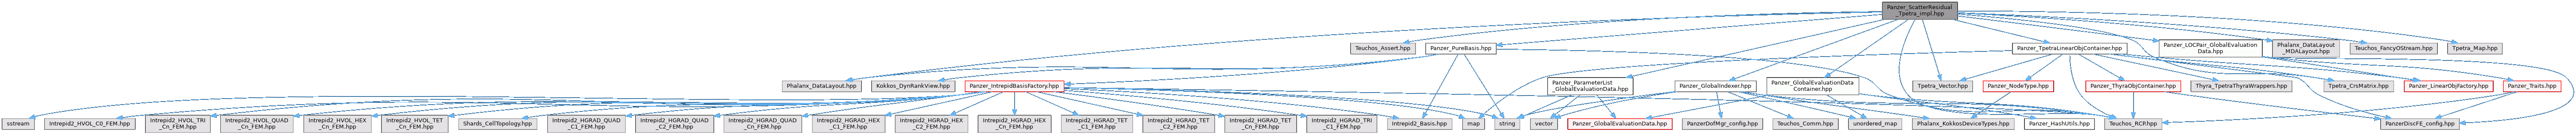 Panzer_ScatterResidual
_Tpetra_impl.hpp
Teuchos_Assert.hpp
Panzer_PureBasis.hpp
Panzer_TpetraLinearObjContainer.hpp
Panzer_LOCPair_GlobalEvaluation
Data.hpp
Phalanx_DataLayout
_MDALayout.hpp
Teuchos_FancyOStream.hpp
Tpetra_Map.hpp
Phalanx_DataLayout.hpp
Kokkos_DynRankView.hpp
Panzer_IntrepidBasisFactory.hpp
Panzer_ParameterList
_GlobalEvaluationData.hpp
Panzer_GlobalIndexer.hpp
Panzer_GlobalEvaluationData
Container.hpp
Tpetra_Vector.hpp
Panzer_NodeType.hpp
Panzer_ThyraObjContainer.hpp
Thyra_TpetraThyraWrappers.hpp
Tpetra_CrsMatrix.hpp
Panzer_LinearObjFactory.hpp
Panzer_Traits.hpp
sstream
Intrepid2_HVOL_C0_FEM.hpp
Intrepid2_HVOL_TRI
_Cn_FEM.hpp
Intrepid2_HVOL_QUAD
_Cn_FEM.hpp
Intrepid2_HVOL_HEX
_Cn_FEM.hpp
Intrepid2_HVOL_TET
_Cn_FEM.hpp
Shards_CellTopology.hpp
Intrepid2_HGRAD_QUAD
_C1_FEM.hpp
Intrepid2_HGRAD_QUAD
_C2_FEM.hpp
Intrepid2_HGRAD_QUAD
_Cn_FEM.hpp
Intrepid2_HGRAD_HEX
_C1_FEM.hpp
Intrepid2_HGRAD_HEX
_C2_FEM.hpp
Intrepid2_HGRAD_HEX
_Cn_FEM.hpp
Intrepid2_HGRAD_TET
_C1_FEM.hpp
Intrepid2_HGRAD_TET
_C2_FEM.hpp
Intrepid2_HGRAD_TET
_Cn_FEM.hpp
Intrepid2_HGRAD_TRI
_C1_FEM.hpp
Intrepid2_Basis.hpp
map
string
vector
Panzer_GlobalEvaluationData.hpp
PanzerDofMgr_config.hpp
Teuchos_Comm.hpp
unordered_map
Phalanx_KokkosDeviceTypes.hpp
Panzer_HashUtils.hpp
Teuchos_RCP.hpp
PanzerDiscFE_config.hpp